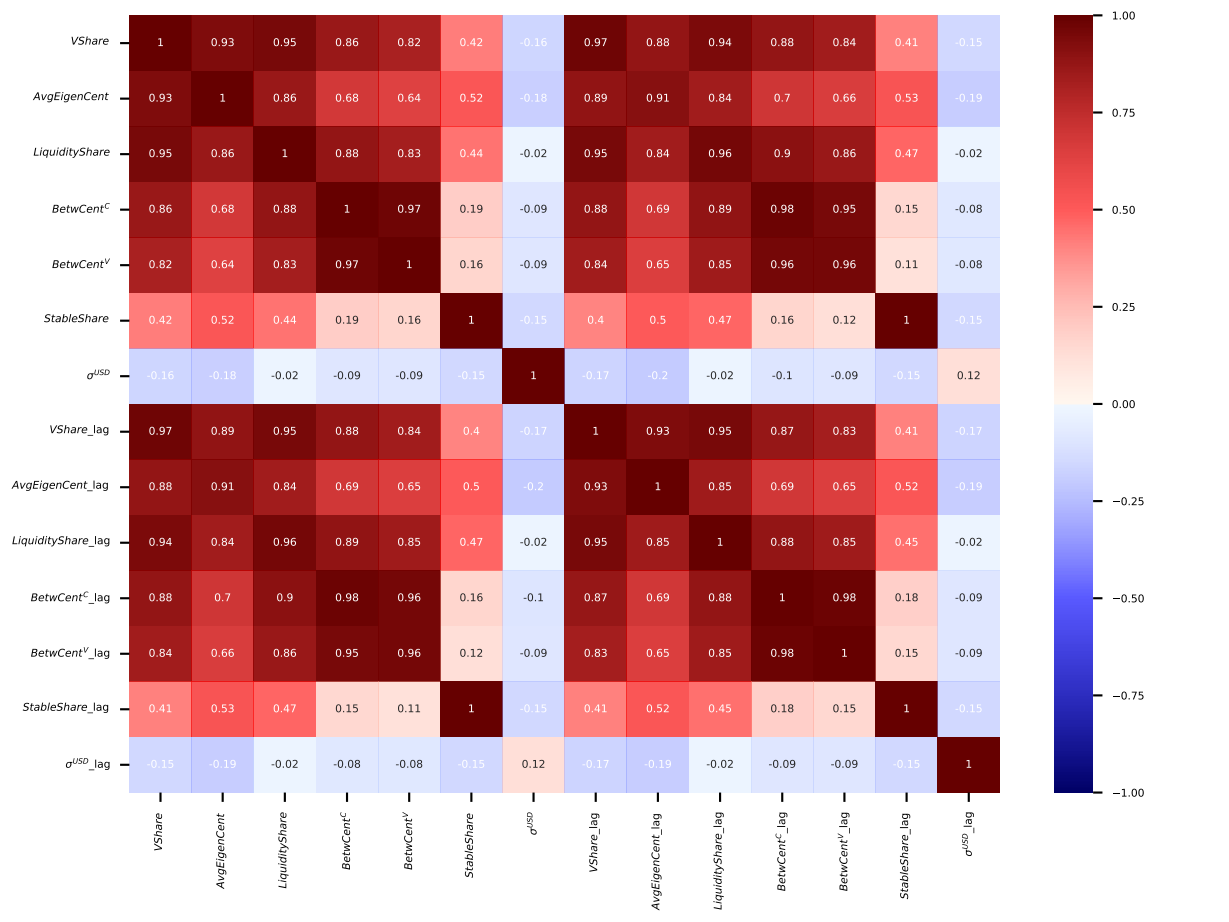 VShare 1 0.93 0.95 0.86 0.82 0.42 -0.16 0.97 0.88 0.94 0.88 0.84 0.41 -0.15
AvgEigenCent 0.93 1 0.86 0.68 0.64 0.52 -0.18 0.89 0.91 0.84 0.7 0.66 0.53 -0.19
LiquidityShare 0.95 0.86 1 0.88 0.83 0.44 -0.02 0.95 0.84 0.96 0.9 0.86 0.47 -0.02
BetwCent^C 0.86 0.68 0.88 1 0.97 0.19 -0.09 0.88 0.69 0.89 0.98 0.95 0.15 -0.08
BetwCent^V 0.82 0.64 0.83 0.97 1 0.16 -0.09 0.84 0.65 0.85 0.96 0.96 0.11 -0.08
StableShare 0.42 0.52 0.44 0.19 0.16 1 -0.15 0.4 0.5 0.47 0.16 0.12 1 -0.15
σ^USD -0.16 -0.18 -0.02 -0.09 -0.09 -0.15 1 -0.17 -0.2 -0.02 -0.1 -0.09 -0.15 0.12
VShare_lag 0.97 0.89 0.95 0.88 0.84 0.4 -0.17 1 0.93 0.95 0.87 0.83 0.41 -0.17
AvgEigenCent_lag 0.88 0.91 0.84 0.69 0.65 0.5 -0.2 0.93 1 0.85 0.69 0.65 0.52 -0.19
LiquidityShare_lag 0.94 0.84 0.96 0.89 0.85 0.47 -0.02 0.95 0.85 1 0.88 0.85 0.45 -0.02
BetwCent^C_lag 0.88 0.7 0.9 0.98 0.96 0.16 -0.1 0.87 0.69 0.88 1 0.98 0.18 -0.09
BetwCent^V_lag 0.84 0.66 0.86 0.95 0.96 0.12 -0.09 0.83 0.65 0.85 0.98 1 0.15 -0.09
StableShare_lag 0.41 0.53 0.47 0.15 0.11 1 -0.15 0.41 0.52 0.45 0.18 0.15 1 -0.15
σ^USD_lag -0.15 -0.19 -0.02 -0.08 -0.08 -0.15 0.12 -0.17 -0.19 -0.02 -0.09 -0.09 -0.15 1
VShare
AvgEigenCent
LiquidityShare
BetwCent^C
BetwCent^V
StableShare
σ^USD
VShare_lag
AvgEigenCent_lag
LiquidityShare_lag
BetwCent^C_lag
BetwCent^V_lag
StableShare_lag
σ^USD_lag
1.00
0.75
0.50
0.25
0.00
−0.25
−0.50
−0.75
−1.00